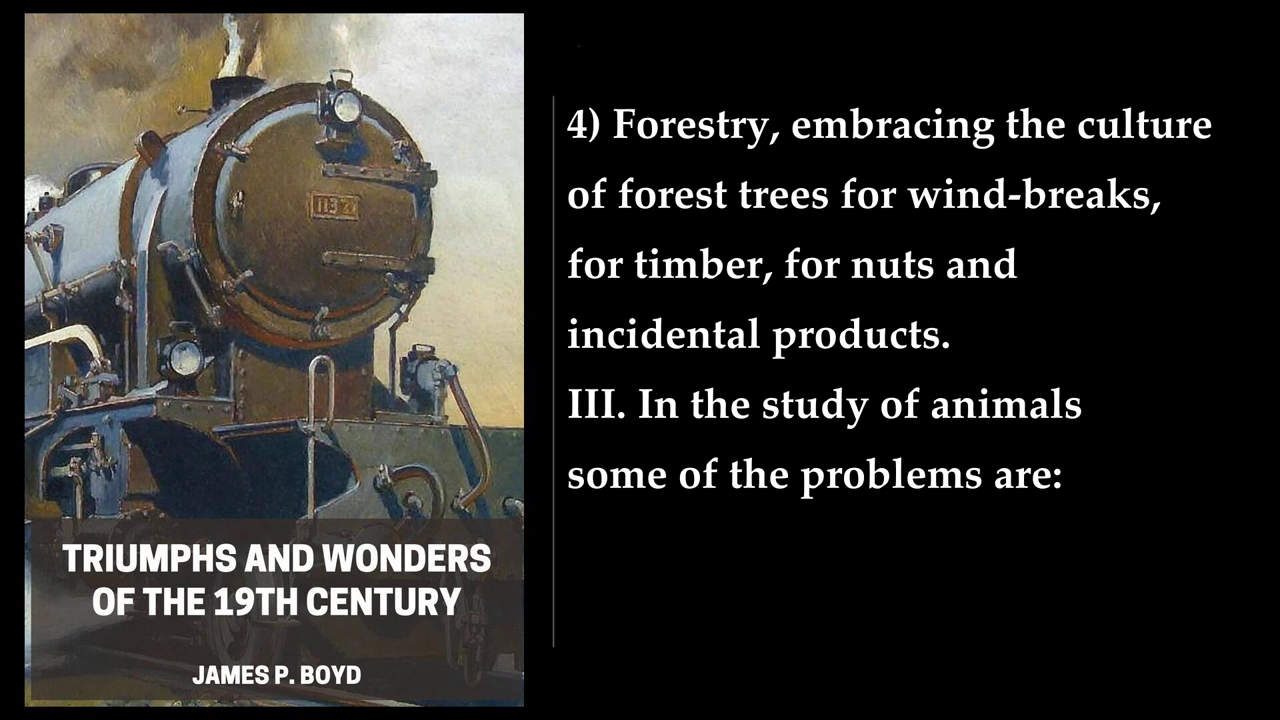 4) Forestry, embracing the culture
of forest trees for wind-breaks,
for timber, for nuts and
incidental products.
III. In the study of animals
some of the problems are:
TRIUMPHS AND WONDERS
OF THE 19TH CENTURY
JAMES P. BOYD